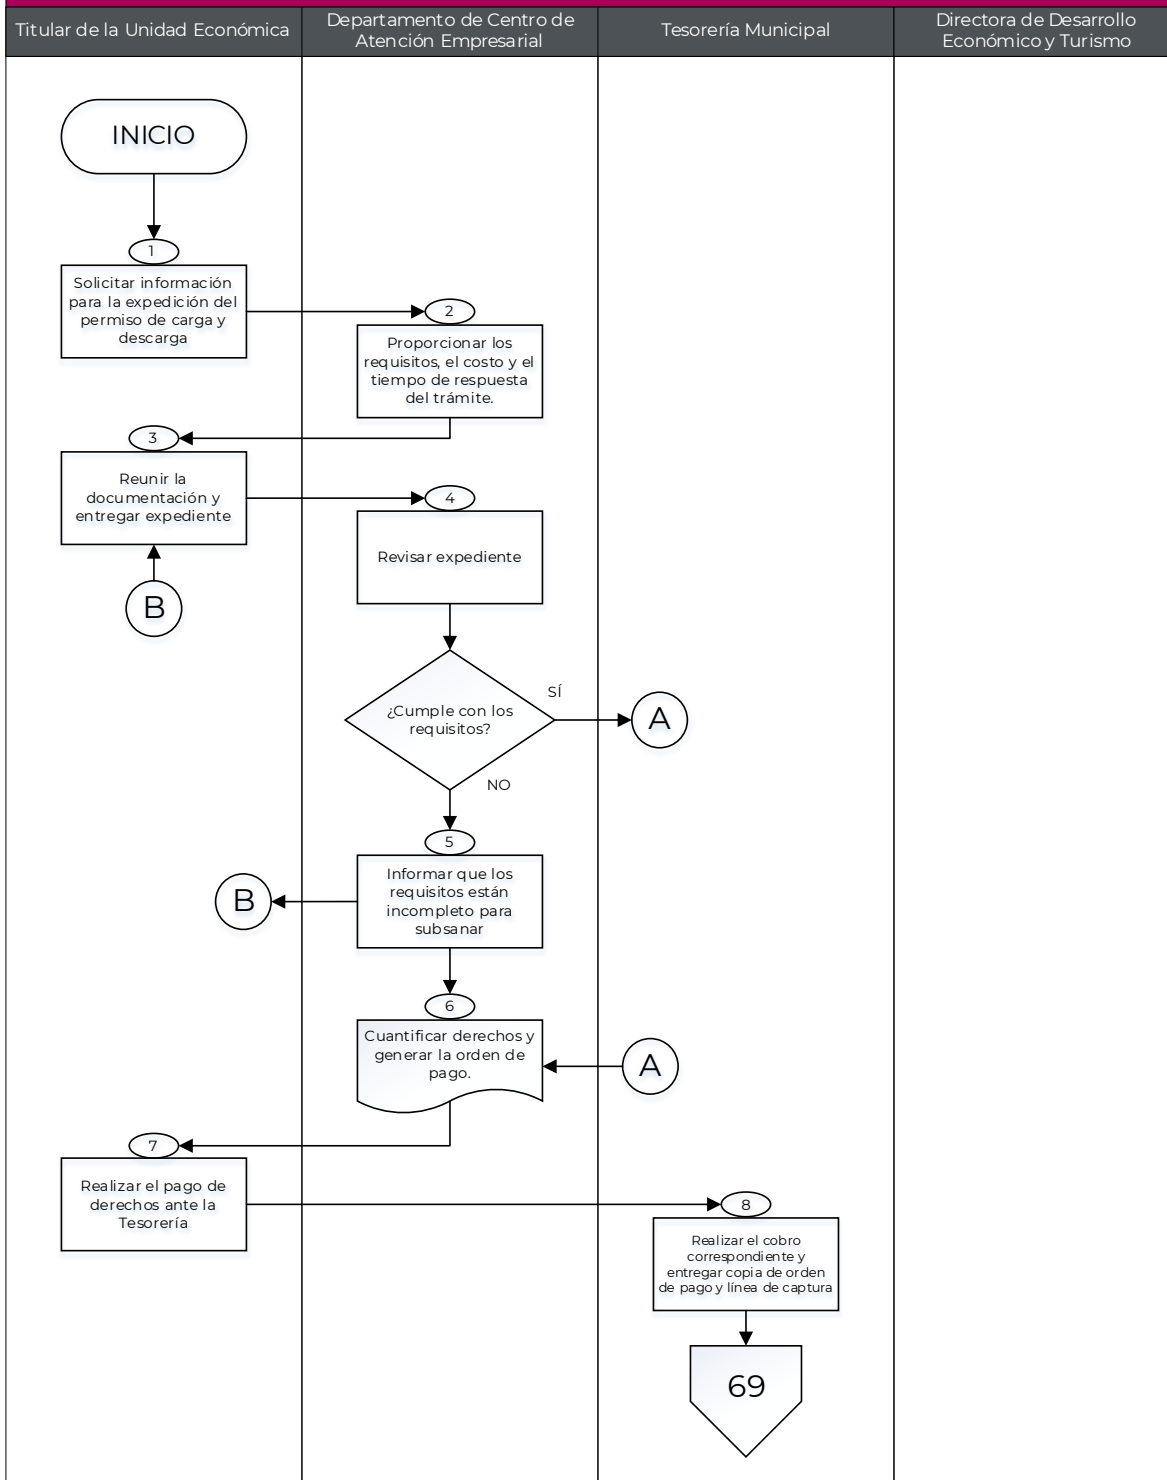 Titular de la Unidad Económica
Departamento de Centro de
Atención Empresarial
Tesorería Municipal
Directora de Desarrollo
Económico y Turismo
INICIO
1
Solicitar información
para la expedición del
permiso de carga y
descarga
2
Proporcionar los
requisitos, el costo y el
tiempo de respuesta
del trámite.
3
Reunir la
documentación y
entregar expediente
4
Revisar expediente
B
¿Cumple con los
requisitos?
SÍ
A
NO
5
Informar que los
requisitos están
incompleto para
subsanar
B
6
Cuantificar derechos y
generar la orden de
pago.
A
7
Realizar el pago de
derechos ante la
Tesorería
8
Realizar el cobro
correspondiente y
entregar copia de orden
de pago y línea de captura
69